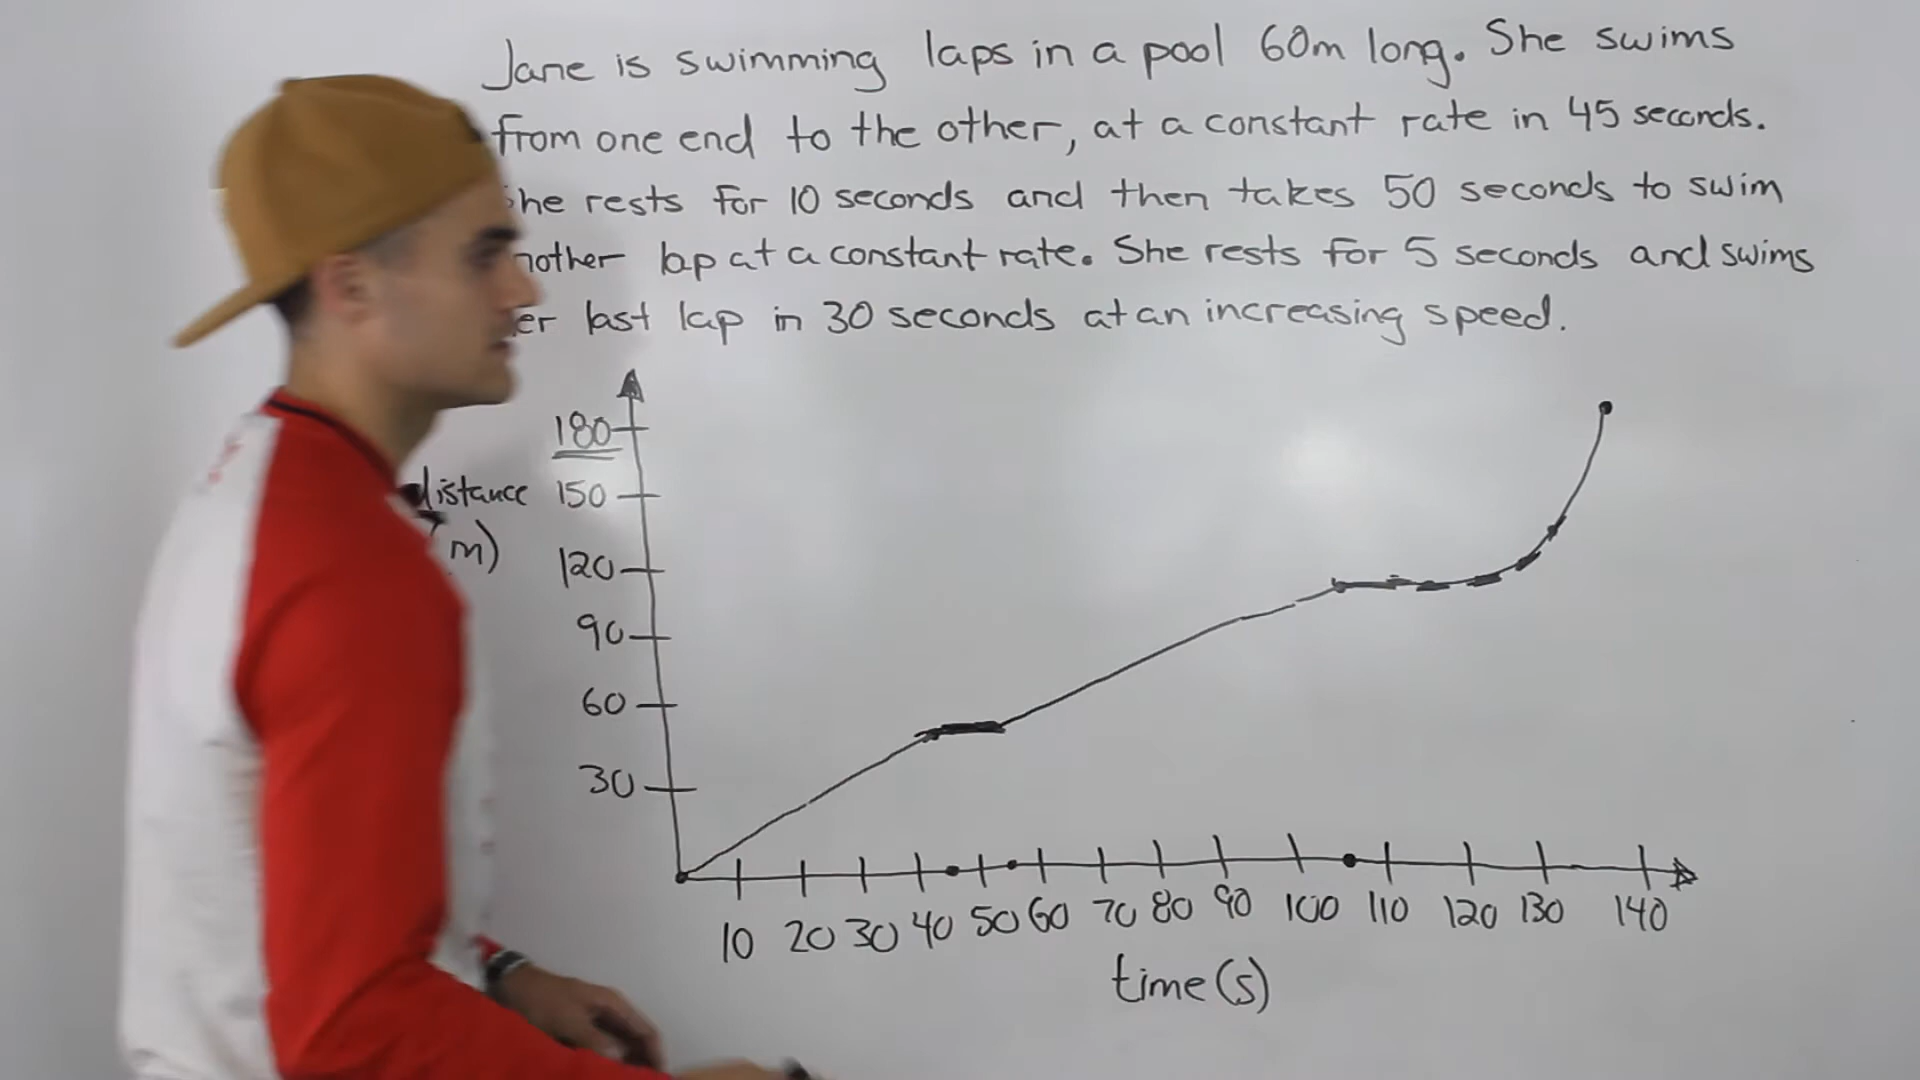 Jane is swimming laps in a pool 60m long. She swims
from one end to the other, at a constant rate in 45 seconds.
he rests for 10 seconds and then takes 50 seconds to swim
nother lap at a constant rate. She rests for 5 seconds and swims
er last lap in 30 seconds at an increasing speed.
180
distance 150
(m)
120
90
60
30
10 20 30 40 50 60 70 80 90 100 110 120 130 140
time (s)